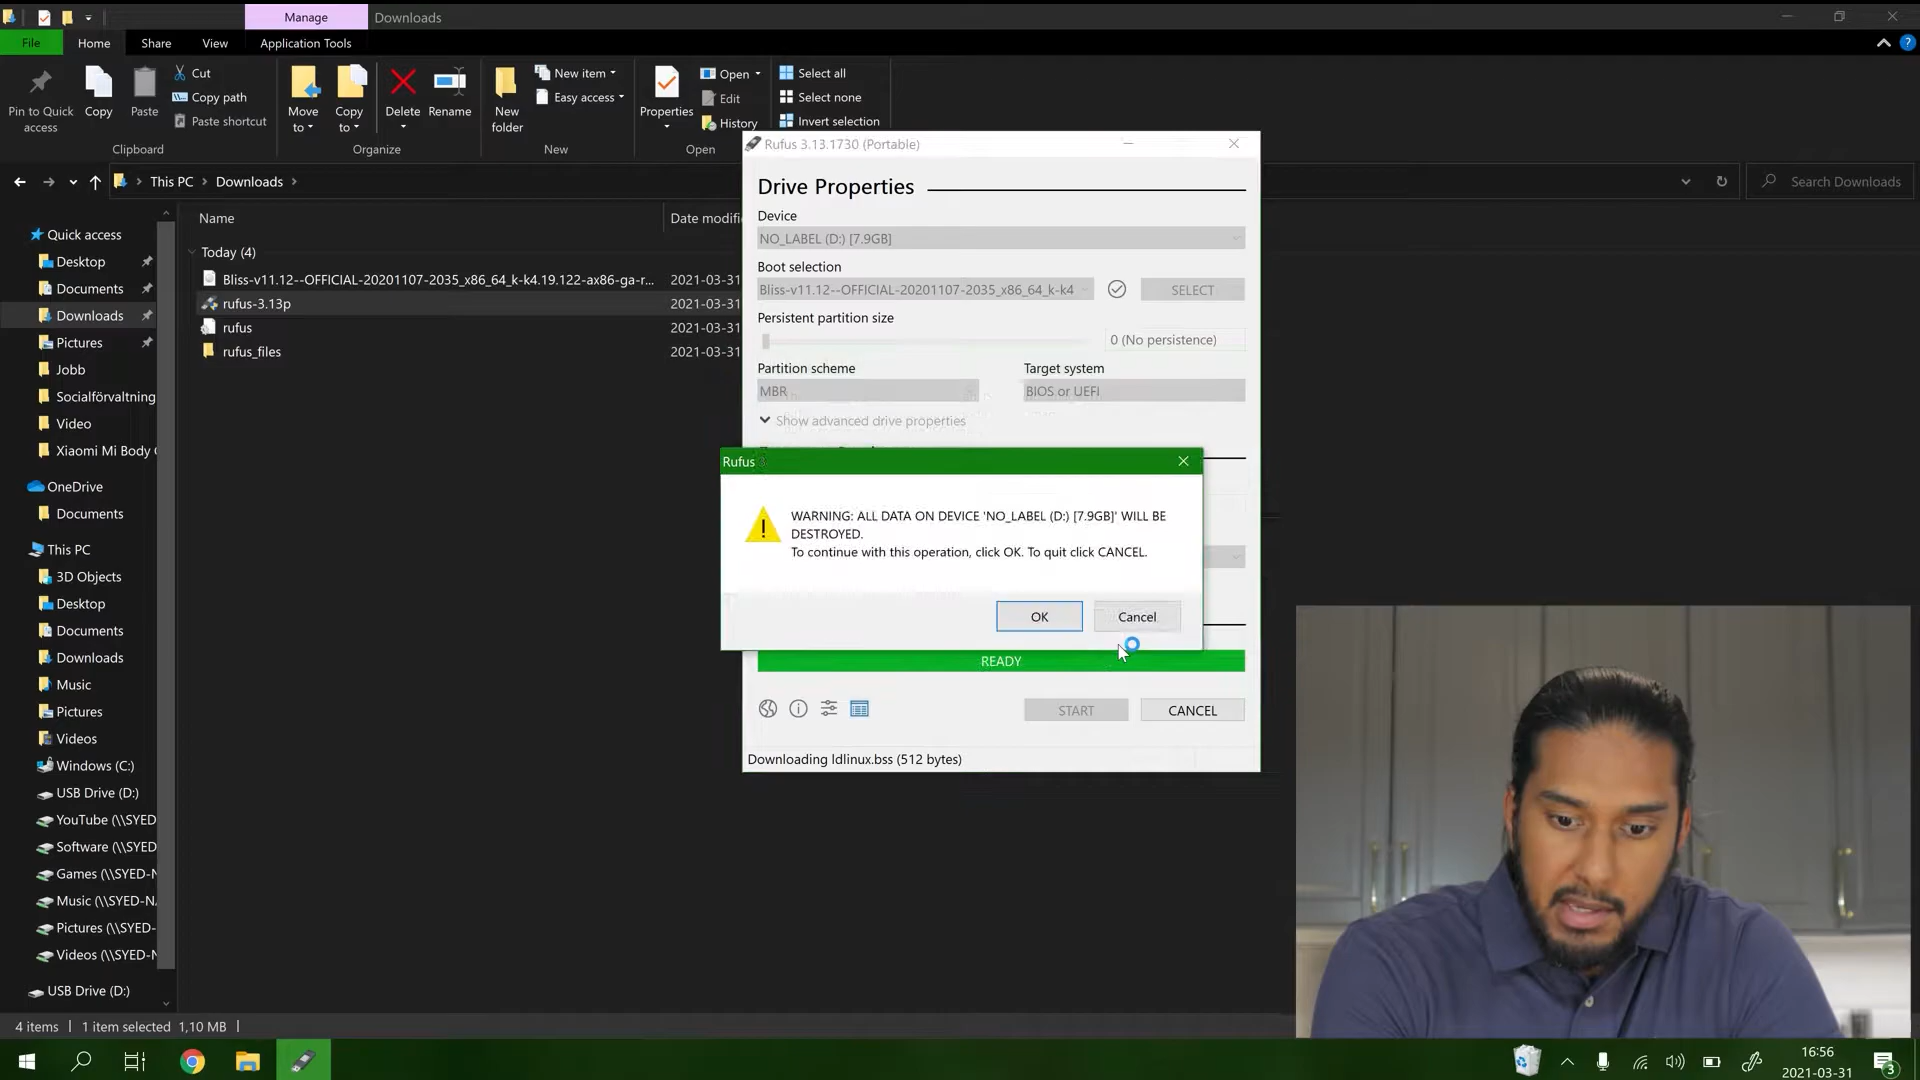 Manage
Downloads
File
Home
Share
View
Application Tools
Pin to Quick
access
Copy
Paste
Cut
Copy path
Paste shortcut
Clipboard
Move
to
Copy
to
Delete
Rename
Organize
New
folder
New item
Easy access
New
Properties
Open
Edit
History
Open
Select all
Select none
Invert selection
This PC
Downloads
Search Downloads
Name
Date modifi
Today (4)
Bliss-v11.12--OFFICIAL-20201107-2035_x86_64_k-k4.19.122-ax86-ga-r...
2021-03-31
rufus-3.13p
2021-03-31
rufus
2021-03-31
rufus_files
2021-03-31
Quick access
Desktop
Documents
Downloads
Pictures
Jobb
Socialförvaltning
Video
Xiaomi Mi Body
OneDrive
Documents
This PC
3D Objects
Desktop
Documents
Downloads
Music
Pictures
Videos
Windows (C:)
USB Drive (D:)
YouTube (\\SYED
Software (\\SYED-
Games (\\SYED-N
Music (\\SYED-N
Pictures (\\SYED-
Videos (\\SYED-N
USB Drive (D:)
Rufus 3.13.1730 (Portable)
Drive Properties
Device
NO_LABEL (D:) [7.9GB]
Boot selection
Bliss-v11.12--OFFICIAL-20201107-2035_x86_64_k-k4
SELECT
Persistent partition size
0 (No persistence)
Partition scheme
Target system
MBR
BIOS or UEFI
Show advanced drive properties
Rufus
WARNING: ALL DATA ON DEVICE 'NO_LABEL (D:) [7.9GB]' WILL BE
DESTROYED.
To continue with this operation, click OK. To quit click CANCEL.
OK
Cancel
READY
START
CANCEL
Downloading ldlinux.bss (512 bytes)
4 items
1 item selected 1,10 MB
16:56
2021-03-31
3